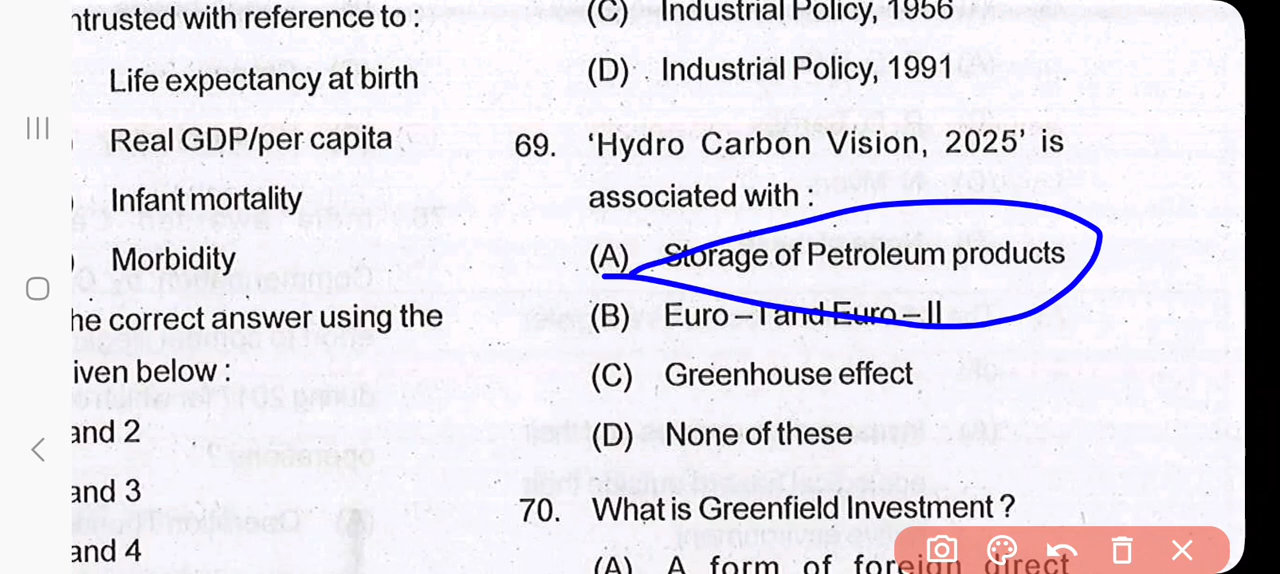 ntrusted with reference to :
Life expectancy at birth
Real GDP/per capita
Infant mortality
) Morbidity
he correct answer using the
iven below :
and 2
and 3
and 4
(C) Industrial Policy, 1956
(D) Industrial Policy, 1991
69. 'Hydro Carbon Vision, 2025' is
associated with :
(A) Storage of Petroleum products
(B) Euro – I and Euro – II
(C) Greenhouse effect
(D) None of these
70. What is Greenfield Investment ?
(A) A form of foreign direct